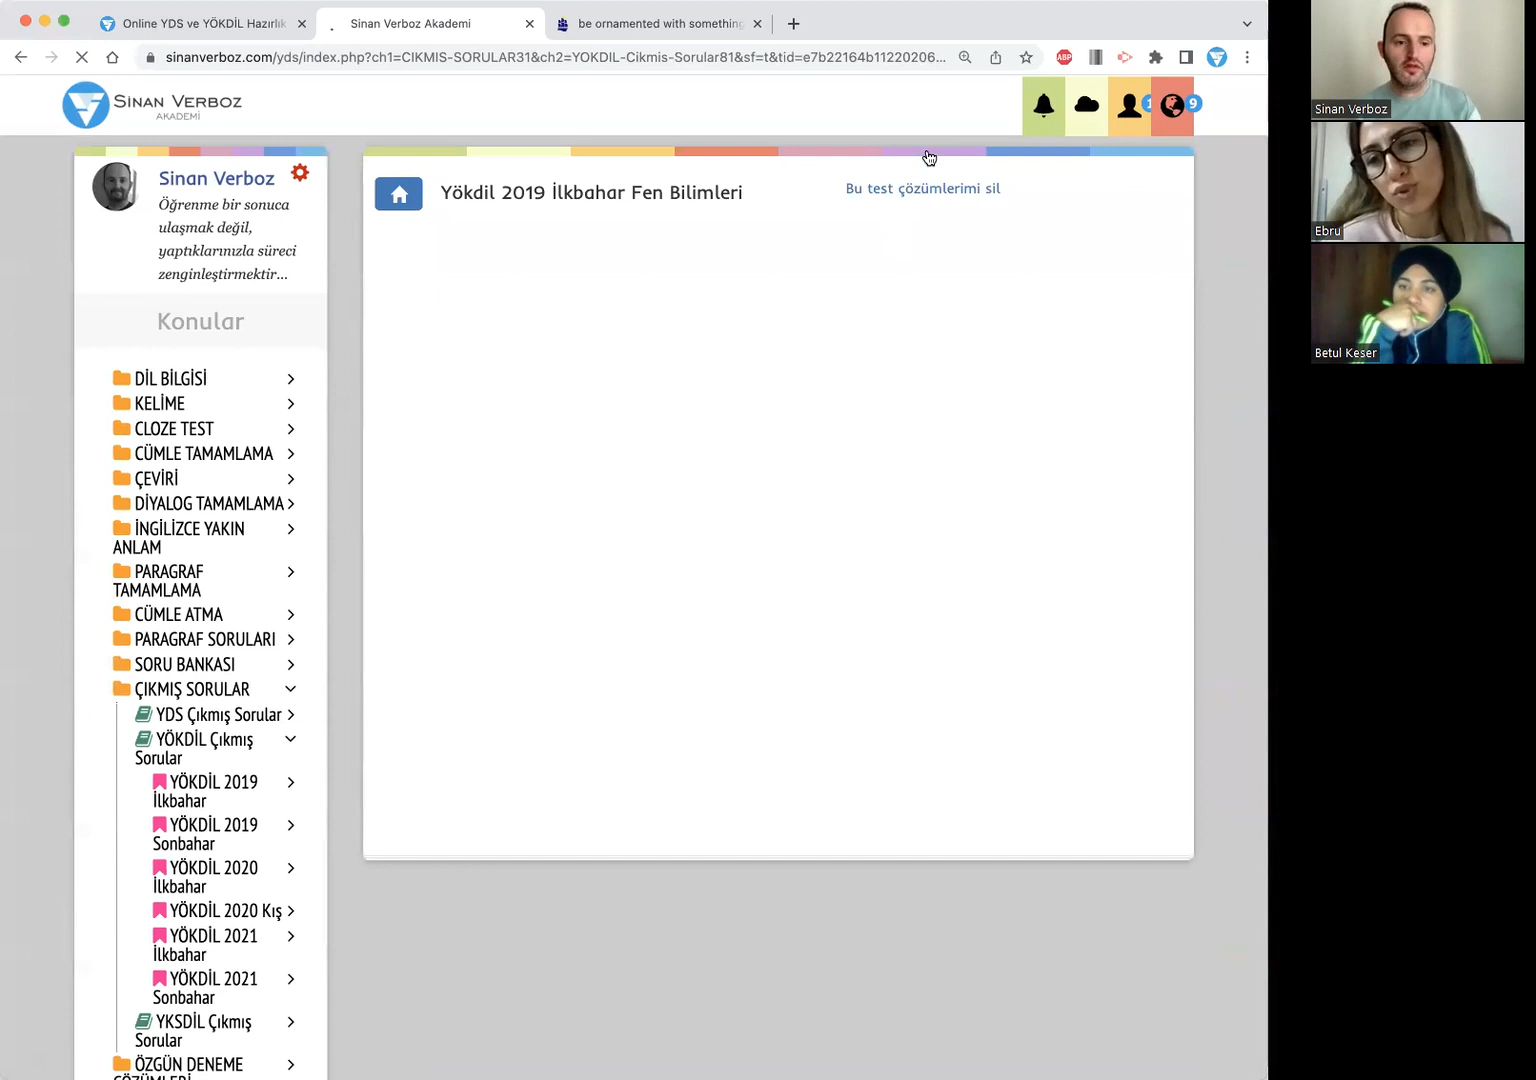 Online YDS ve YÖKDİL Hazırlık
Sinan Verboz Akademi
be ornamented with something
sinanverboz.com/yds/index.php?ch1=CIKMIS-SORULAR31&ch2=YOKDIL-Cikmis-Sorular81&sf=t&tid=e7b22164b11220206...
ABP
SİNAN VERBOZ
AKADEMİ
1
9
Sinan Verboz
Öğrenme bir sonuca
ulaşmak değil,
yaptıklarınızla süreci
zenginleştirmektir...
Konular
DİL BİLGİSİ
KELİME
CLOZE TEST
CÜMLE TAMAMLAMA
ÇEVİRİ
DİYALOG TAMAMLAMA
İNGİLİZCE YAKIN
ANLAM
PARAGRAF
TAMAMLAMA
CÜMLE ATMA
PARAGRAF SORULARI
SORU BANKASI
ÇIKMIŞ SORULAR
YDS Çıkmış Sorular
YÖKDİL Çıkmış
Sorular
YÖKDİL 2019
İlkbahar
YÖKDİL 2019
Sonbahar
YÖKDİL 2020
İlkbahar
YÖKDİL 2020 Kış
YÖKDİL 2021
İlkbahar
YÖKDİL 2021
Sonbahar
YKSDİL Çıkmış
Sorular
ÖZGÜN DENEME
ÇÖZÜMLERİ
Yökdil 2019 İlkbahar Fen Bilimleri
Bu test çözümlerimi sil
Sinan Verboz
Ebru
Betul Keser